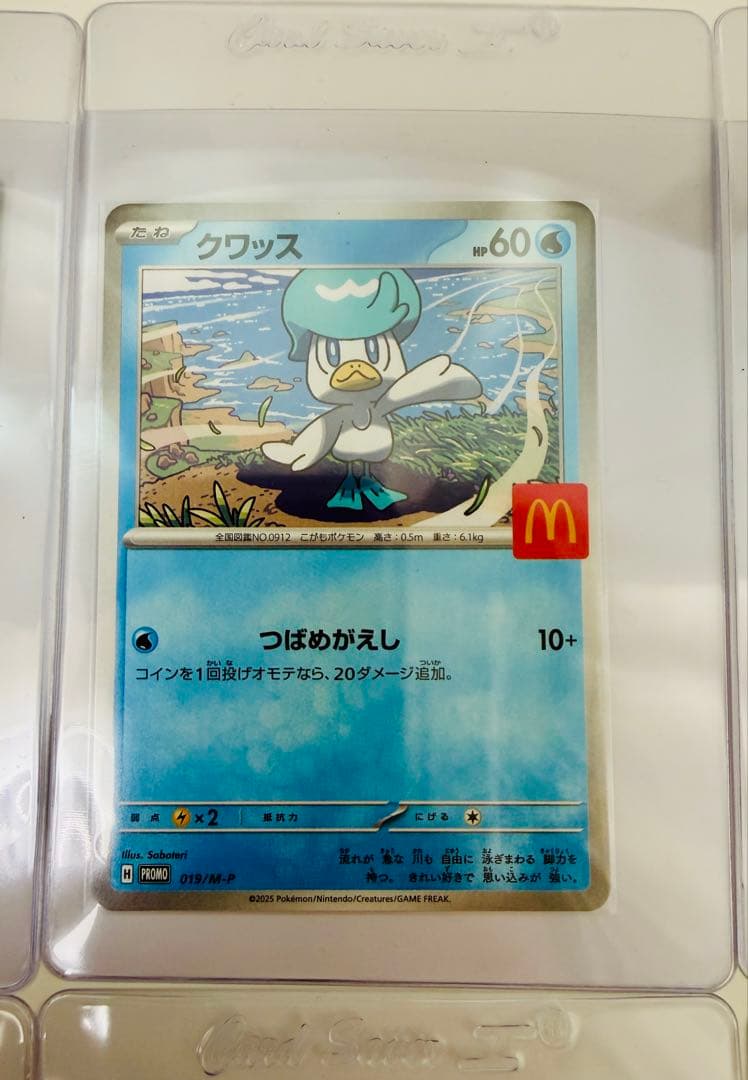 Card Saver I
たね クワッス HP60
全国図鑑NO.0912 こがもポケモン 高さ:0.5m 重さ:6.1kg
つばめがえし 10+
コインを1回投げオモテなら、20ダメージ追加。
弱点 ×2 抵抗力 にげる
Illus. Saboteri
流れが 急な 川も 自由に 泳ぎまわる 脚力を
持つ。 きれい好きで 思い込みが 強い。
H PROMO 019/M-P
©2025 Pokémon/Nintendo/Creatures/GAME FREAK.
Card Saver I